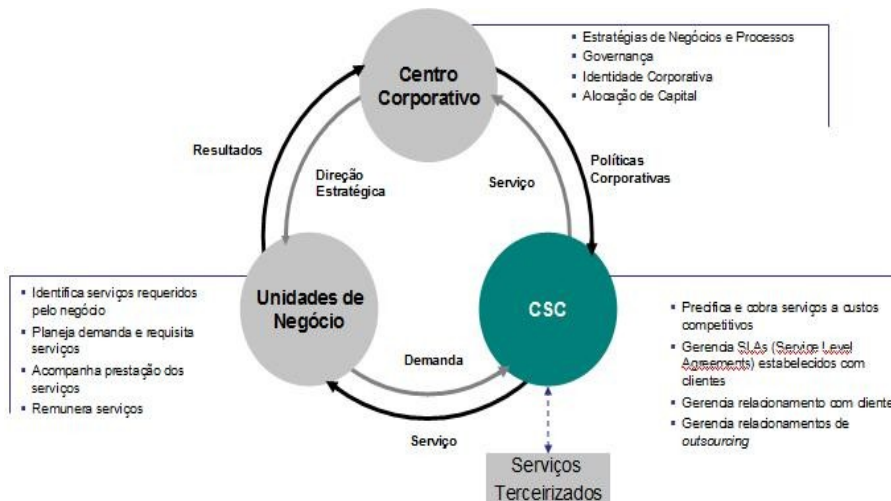 Centro
Corporativo
▪ Estratégias de Negócios e Processos
▪ Governança
▪ Identidade Corporativa
▪ Alocação de Capital
Resultados
Direção
Estratégica
Serviço
Políticas
Corporativas
▪ Identifica serviços requeridos
pelo negócio
▪ Planeja demanda e requisita
serviços
▪ Acompanha prestação dos
serviços
▪ Remunera serviços
Unidades de
Negócio
CSC
▪ Precifica e cobra serviços a custos
competitivos
▪ Gerencia SLAs (Service Level
Agreements) estabelecidos com
clientes
▪ Gerencia relacionamento com cliente
▪ Gerencia relacionamentos de
outsourcing
Demanda
Serviço
Serviços
Terceirizados